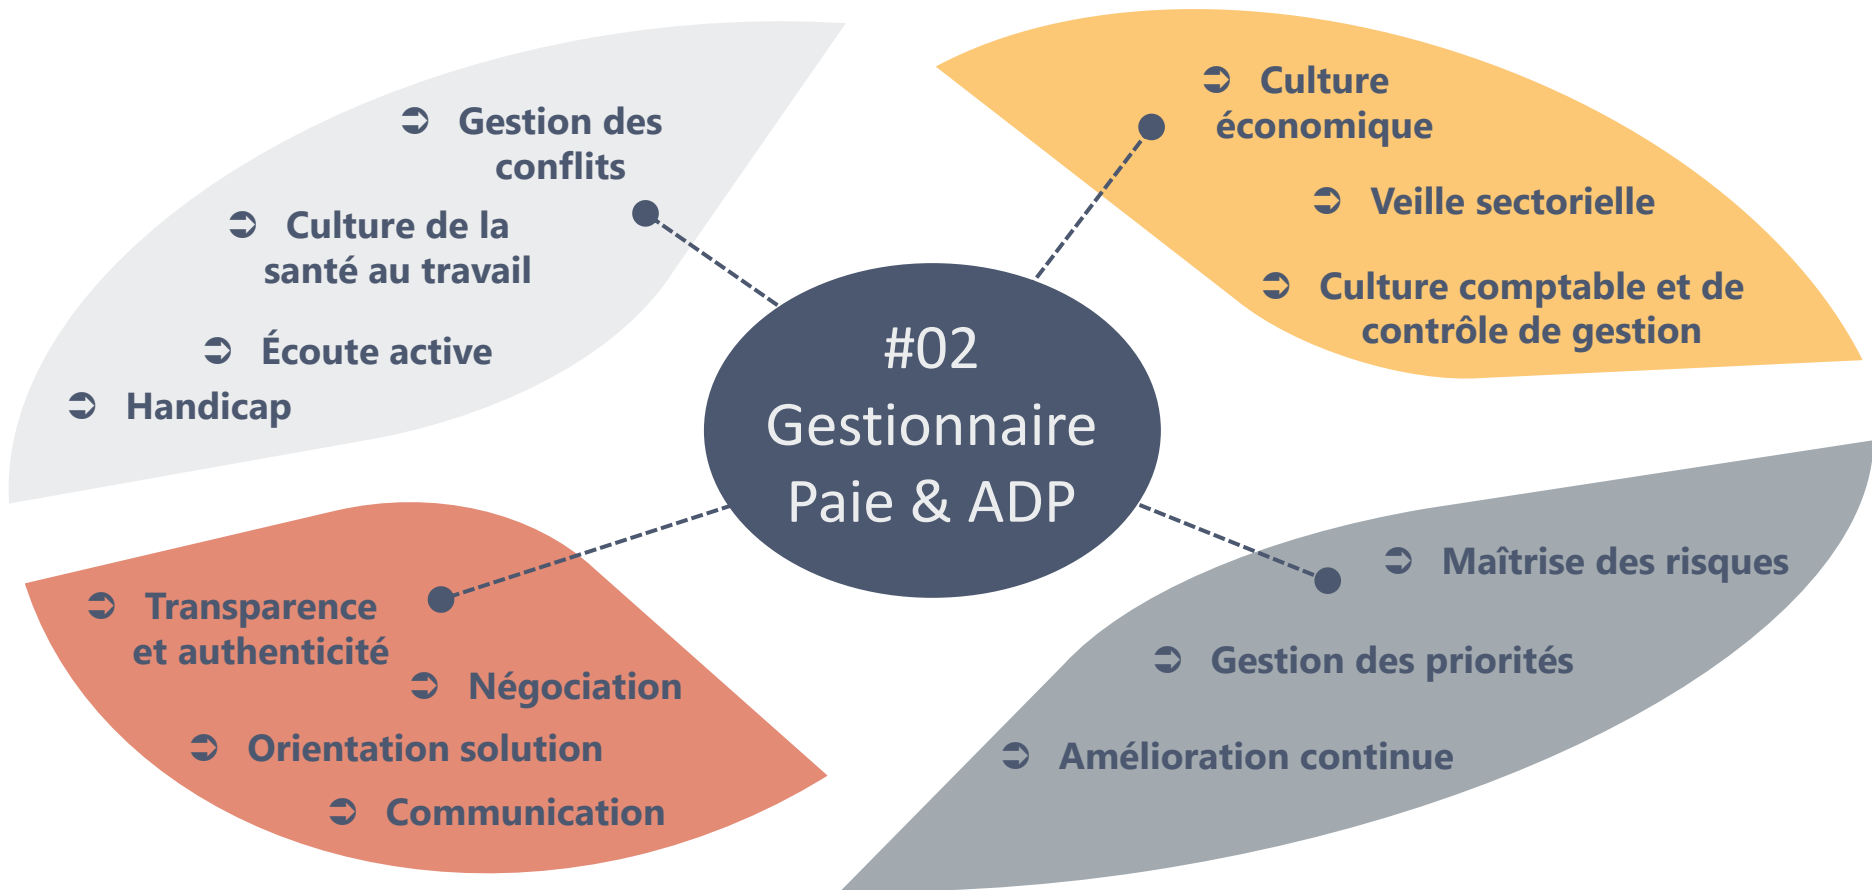 ➲ Gestion des
conflits
➲ Culture de la
santé au travail
➲ Écoute active
➲ Handicap
➲ Culture
économique
➲ Veille sectorielle
➲ Culture comptable et de
contrôle de gestion
#02
Gestionnaire
Paie & ADP
➲ Transparence
et authenticité
➲ Négociation
➲ Orientation solution
➲ Communication
➲ Maîtrise des risques
➲ Gestion des priorités
➲ Amélioration continue